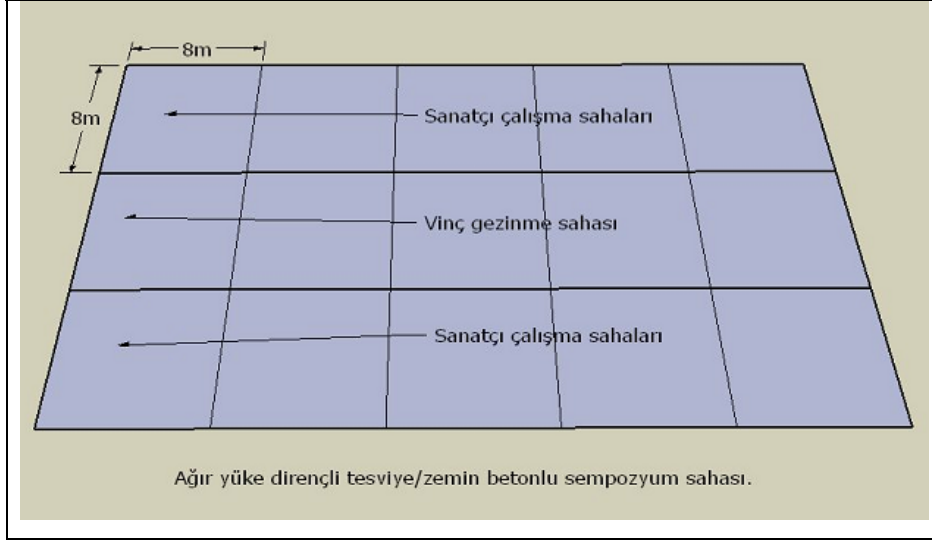 8m
8m
Sanatçı çalışma sahaları
Vinç gezinme sahası
Sanatçı çalışma sahaları
Ağır yüke dirençli tesviye/zemin betonlu sempozyum sahası.